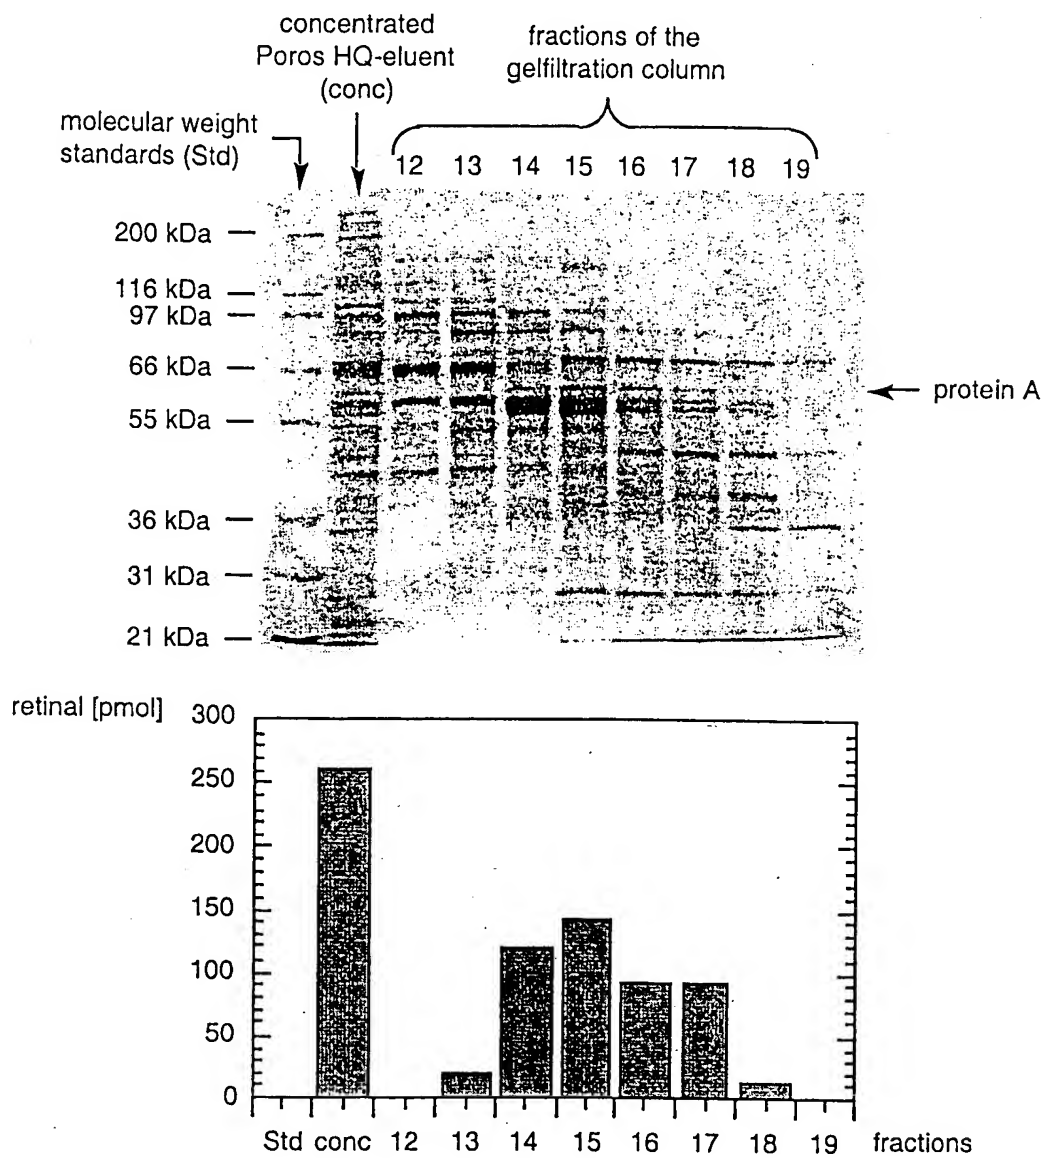 concentrated
Poros HQ-eluent
(conc)
fractions of the
gelfiltration column
molecular weight
standards (Std)
12 13 14 15 16 17 18 19
200 kDa
116 kDa
97 kDa
66 kDa
protein A
55 kDa
36 kDa
31 kDa
21 kDa
retinal [pmol]
300
250
200
150
100
50
0
Std conc 12 13 14 15 16 17 18 19 fractions